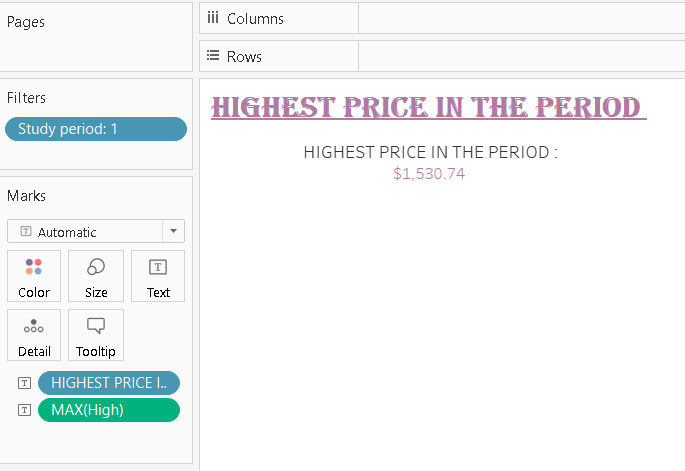 Pages
Columns
Rows
Filters
Study period: 1
HIGHEST PRICE IN THE PERIOD
HIGHEST PRICE IN THE PERIOD :
$1,530.74
Marks
T Automatic
Color Size T Text
Detail Tooltip
T HIGHEST PRICE I..
T MAX(High)